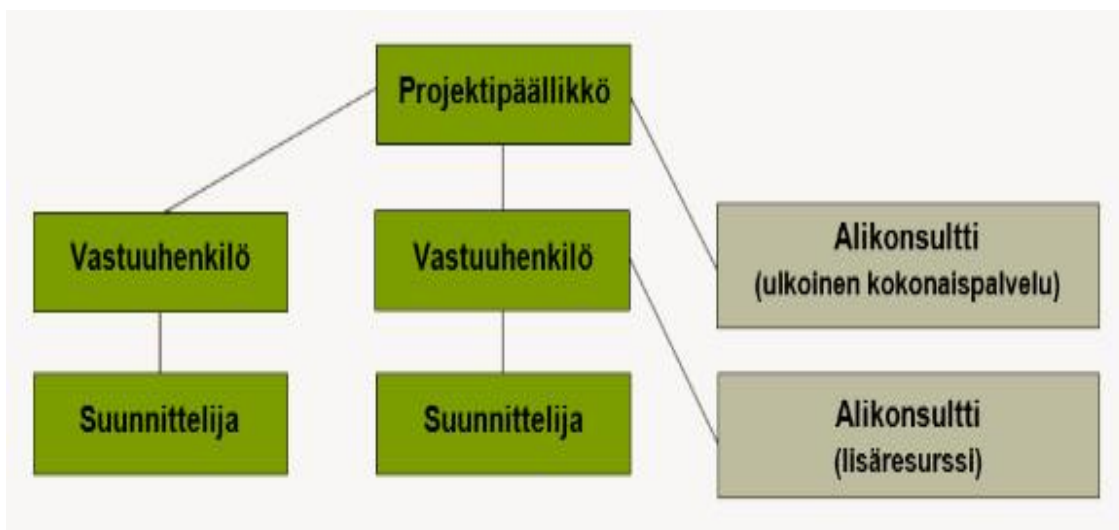 Projektipäällikkö
Vastuuhenkilö
Vastuuhenkilö
Alikonsultti
(ulkoinen kokonaispalvelu)
Suunnittelija
Suunnittelija
Alikonsultti
(lisäresurssi)